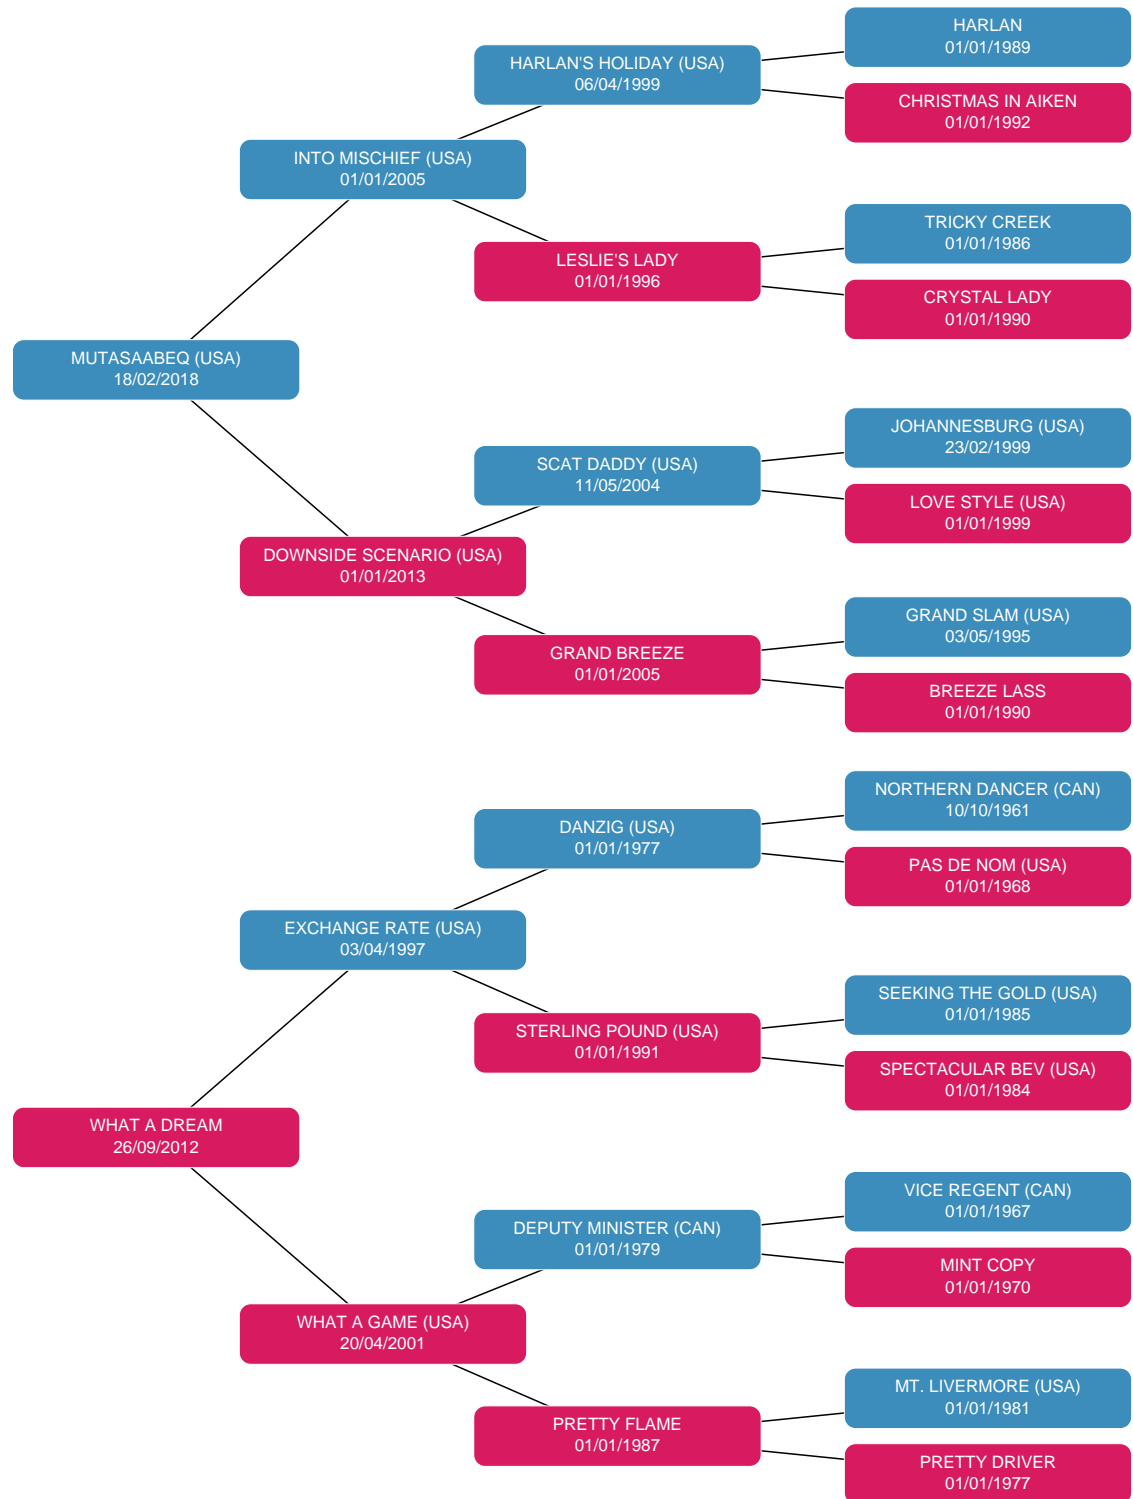 HARLAN
01/01/1989
HARLAN'S HOLIDAY (USA)
06/04/1999
CHRISTMAS IN AIKEN
01/01/1992
INTO MISCHIEF (USA)
01/01/2005
TRICKY CREEK
01/01/1986
LESLIE'S LADY
01/01/1996
CRYSTAL LADY
01/01/1990
MUTASAABEQ (USA)
18/02/2018
JOHANNESBURG (USA)
23/02/1999
SCAT DADDY (USA)
11/05/2004
LOVE STYLE (USA)
01/01/1999
DOWNSIDE SCENARIO (USA)
01/01/2013
GRAND SLAM (USA)
03/05/1995
GRAND BREEZE
01/01/2005
BREEZE LASS
01/01/1990
NORTHERN DANCER (CAN)
10/10/1961
DANZIG (USA)
01/01/1977
PAS DE NOM (USA)
01/01/1968
EXCHANGE RATE (USA)
03/04/1997
SEEKING THE GOLD (USA)
01/01/1985
STERLING POUND (USA)
01/01/1991
SPECTACULAR BEV (USA)
01/01/1984
WHAT A DREAM
26/09/2012
VICE REGENT (CAN)
01/01/1967
DEPUTY MINISTER (CAN)
01/01/1979
MINT COPY
01/01/1970
WHAT A GAME (USA)
20/04/2001
MT. LIVERMORE (USA)
01/01/1981
PRETTY FLAME
01/01/1987
PRETTY DRIVER
01/01/1977